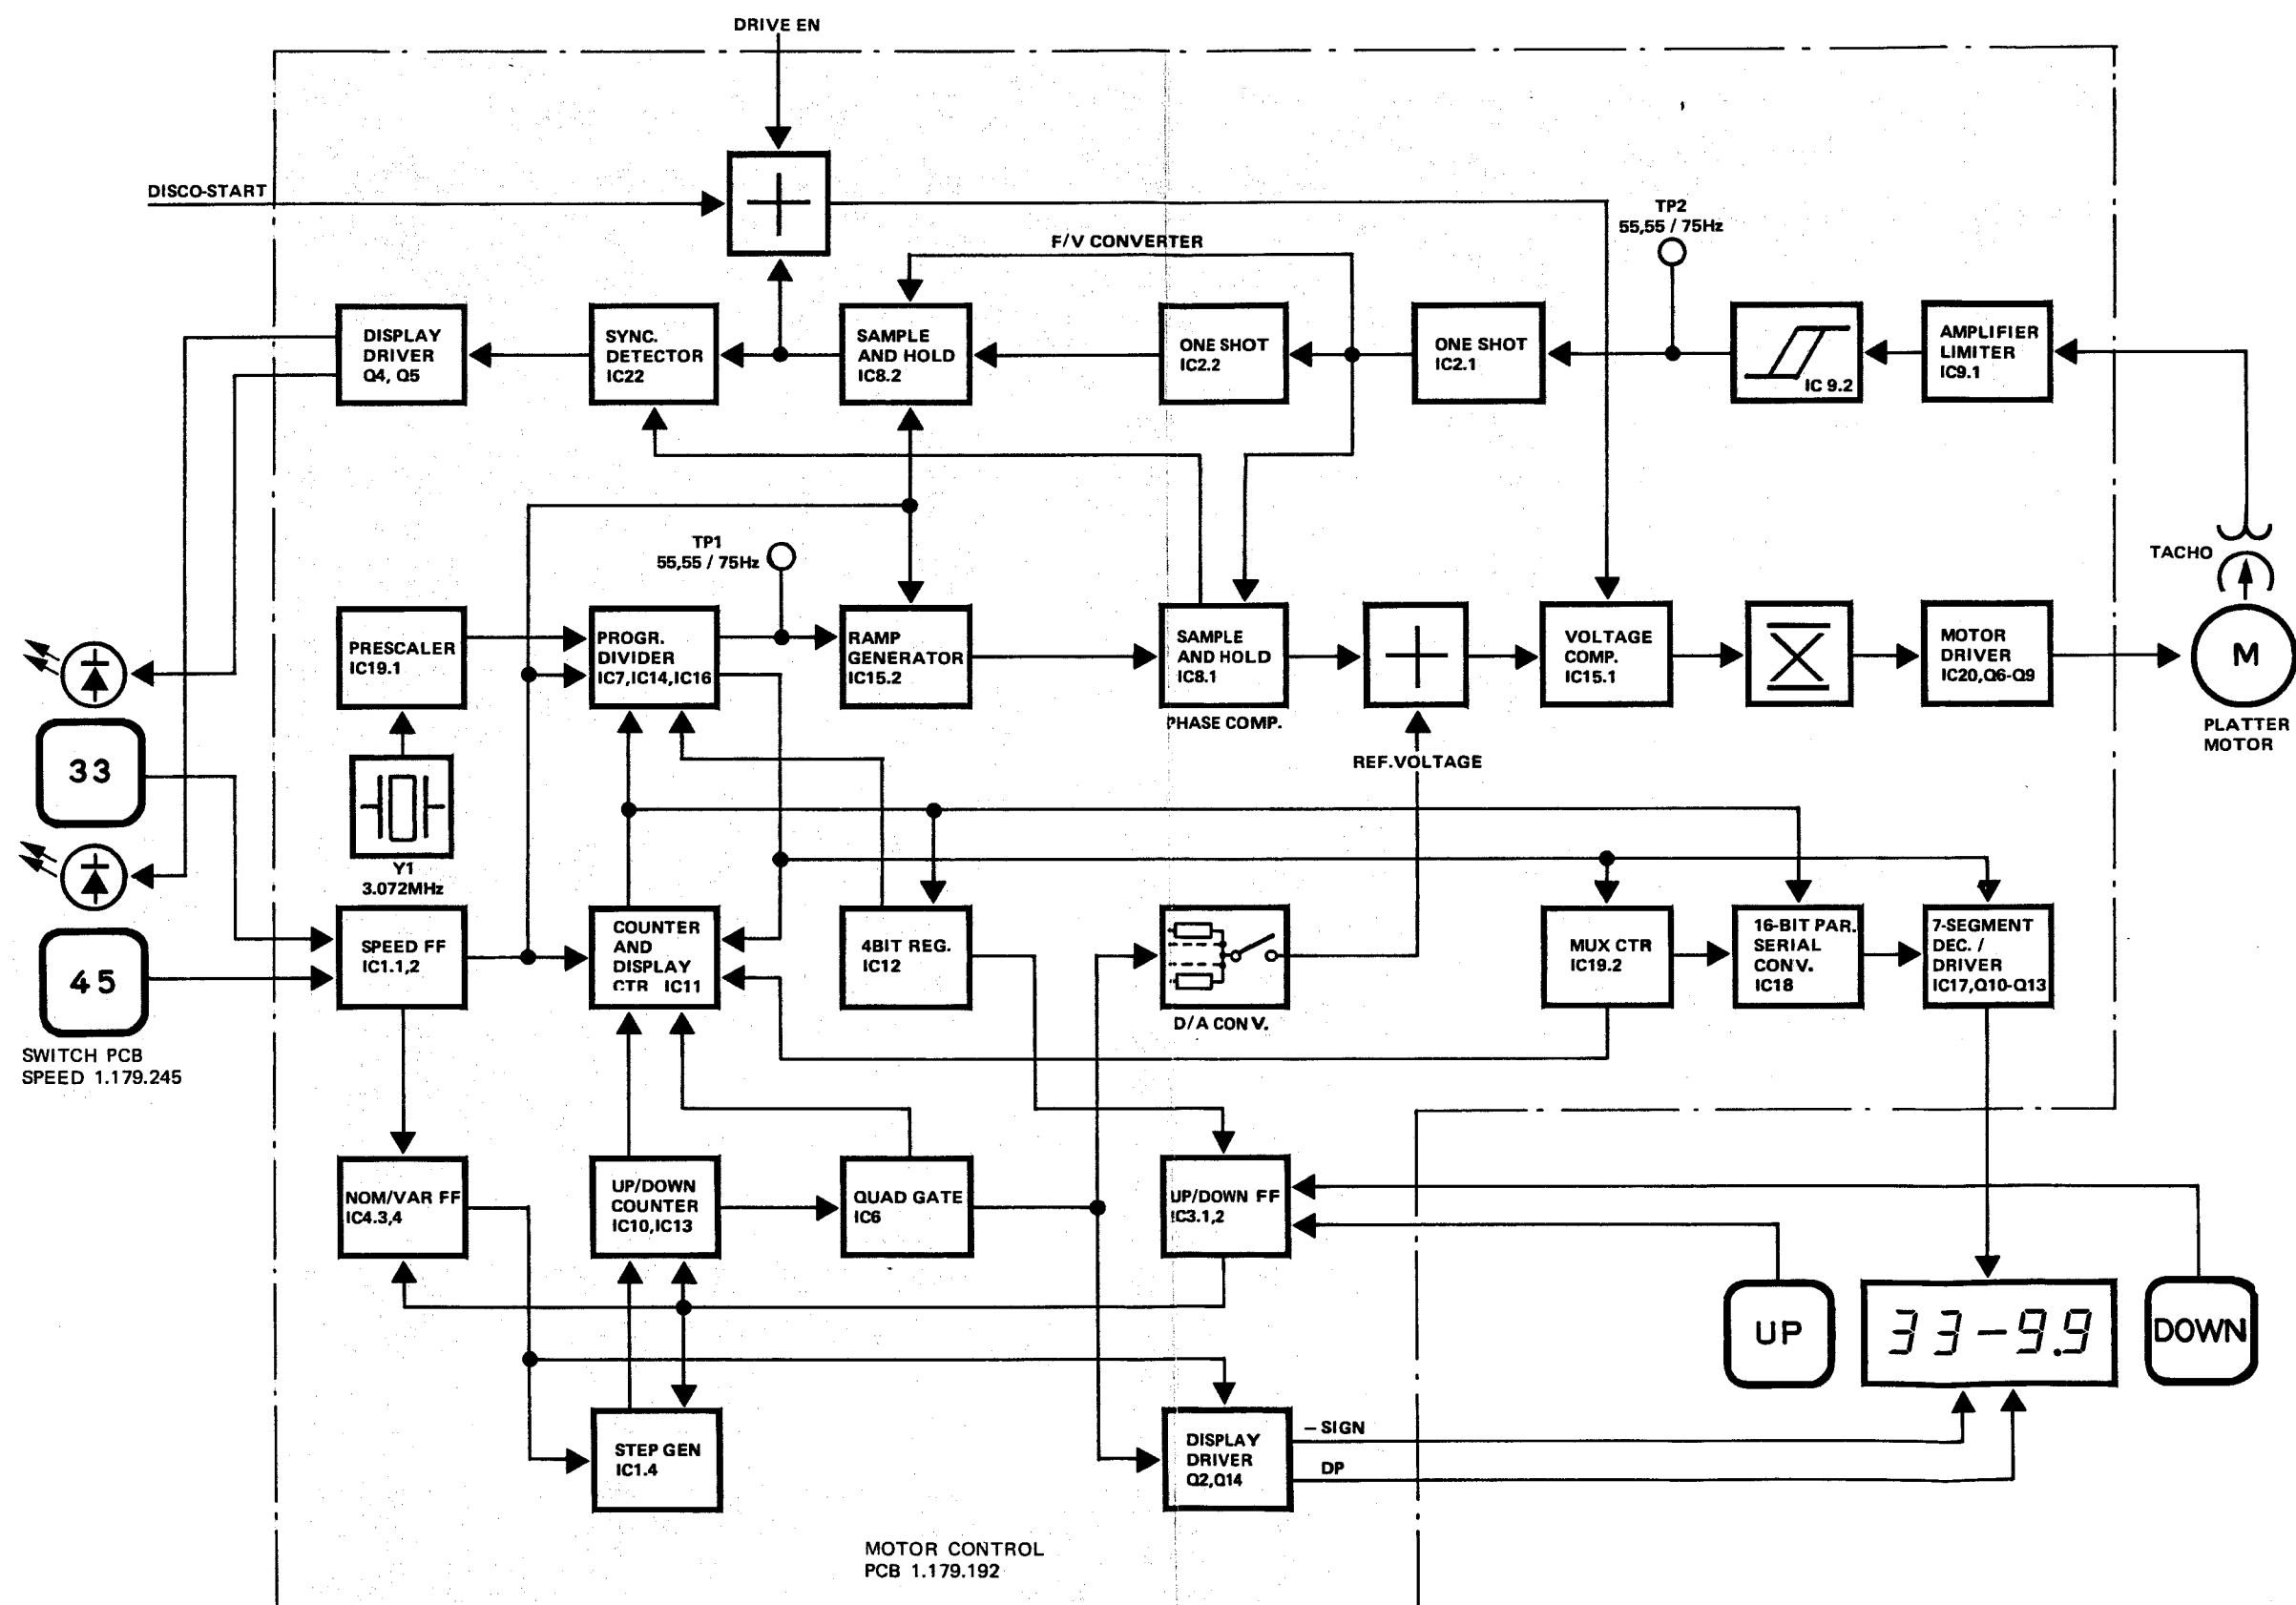 DRIVE EN
DISCO-START
TP2
55,55 / 75Hz
F/V CONVERTER
DISPLAY
DRIVER
Q4, Q5
SYNC.
DETECTOR
IC22
SAMPLE
AND HOLD
IC8.2
ONE SHOT
IC2.2
ONE SHOT
IC2.1
IC 9.2
AMPLIFIER
LIMITER
IC9.1
TP1
55,55 / 75Hz
TACHO
PRESCALER
IC19.1
PROGR.
DIVIDER
IC7,IC14,IC16
RAMP
GENERATOR
IC15.2
SAMPLE
AND HOLD
IC8.1
PHASE COMP.
VOLTAGE
COMP.
IC15.1
MOTOR
DRIVER
IC20,Q6-Q9
M
PLATTER
MOTOR
REF.VOLTAGE
33
Y1
3.072MHz
45
SWITCH PCB
SPEED 1.179.245
SPEED FF
IC1.1,2
COUNTER
AND
DISPLAY
CTR IC11
4BIT REG.
IC12
D/A CONV.
MUX CTR
IC19.2
16-BIT PAR.
SERIAL
CONV.
IC18
7-SEGMENT
DEC. /
DRIVER
IC17,Q10-Q13
NOM/VAR FF
IC4.3,4
UP/DOWN
COUNTER
IC10,IC13
QUAD GATE
IC6
UP/DOWN FF
IC3.1,2
UP
33-9.9
DOWN
STEP GEN
IC1.4
DISPLAY
DRIVER
Q2,Q14
– SIGN
DP
MOTOR CONTROL
PCB 1.179.192